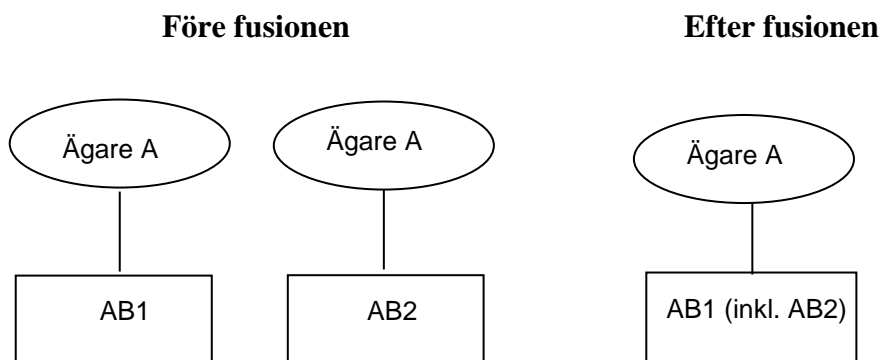 Före fusionen Efter fusionen
Ägare A Ägare A Ägare A
AB1 AB2 AB1 (inkl. AB2)